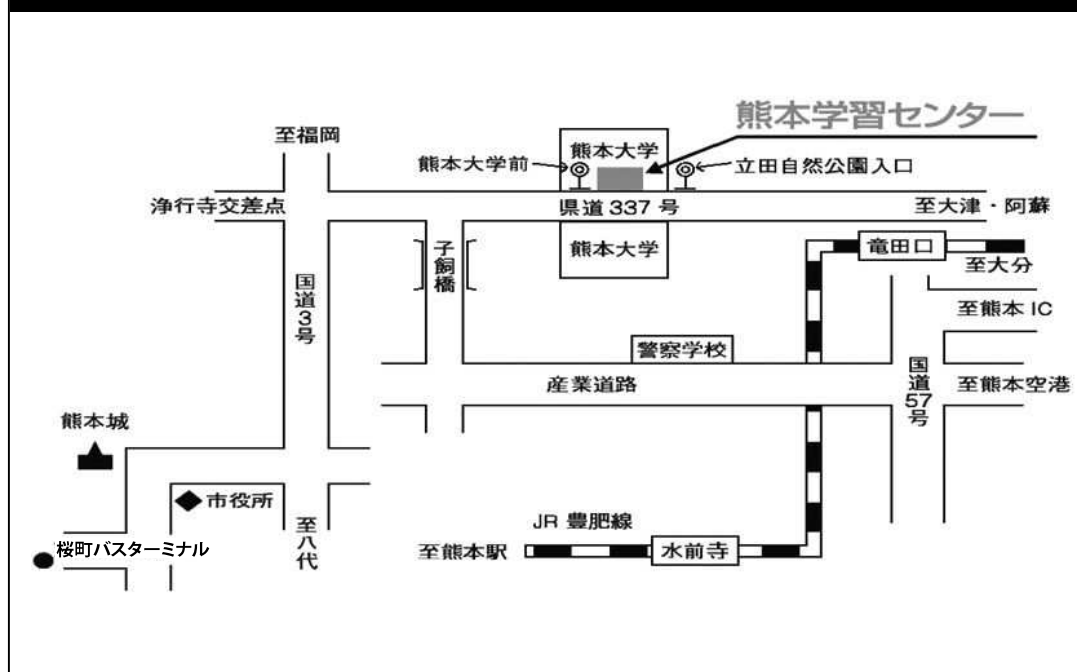 熊本学習センター
至福岡
熊本大学前
熊本大学
立田自然公園入口
浄行寺交差点
県道337号
至大津・阿蘇
子飼橋
熊本大学
竜田口
至大分
国道3号
至熊本IC
警察学校
産業道路
国道57号
至熊本空港
熊本城
市役所
至八代
JR 豊肥線
桜町バスターミナル
至熊本駅
水前寺